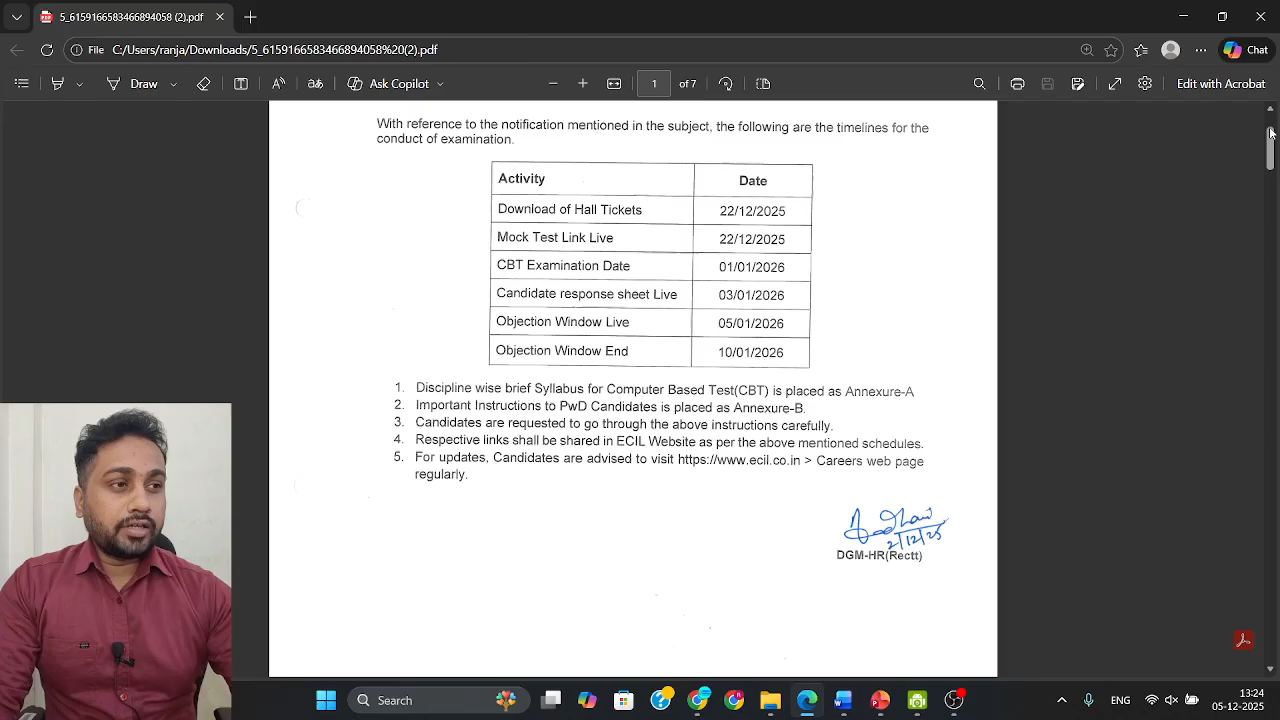 5_6159166583466894058 (2).pdf
File C:/Users/ranja/Downloads/5_6159166583466894058%20(2).pdf
Chat
Draw
Ask Copilot
1 of 7
Edit with Acrobat
With reference to the notification mentioned in the subject, the following are the timelines for the
conduct of examination.
Activity Date
Download of Hall Tickets 22/12/2025
Mock Test Link Live 22/12/2025
CBT Examination Date 01/01/2026
Candidate response sheet Live 03/01/2026
Objection Window Live 05/01/2026
Objection Window End 10/01/2026
1. Discipline wise brief Syllabus for Computer Based Test(CBT) is placed as Annexure-A
2. Important Instructions to PwD Candidates is placed as Annexure-B.
3. Candidates are requested to go through the above instructions carefully.
4. Respective links shall be shared in ECIL Website as per the above mentioned schedules.
5. For updates, Candidates are advised to visit https://www.ecil.co.in > Careers web page
regularly.
2/12/25
DGM-HR(Rectt)
Search
ENG
13:24
05-12-2025